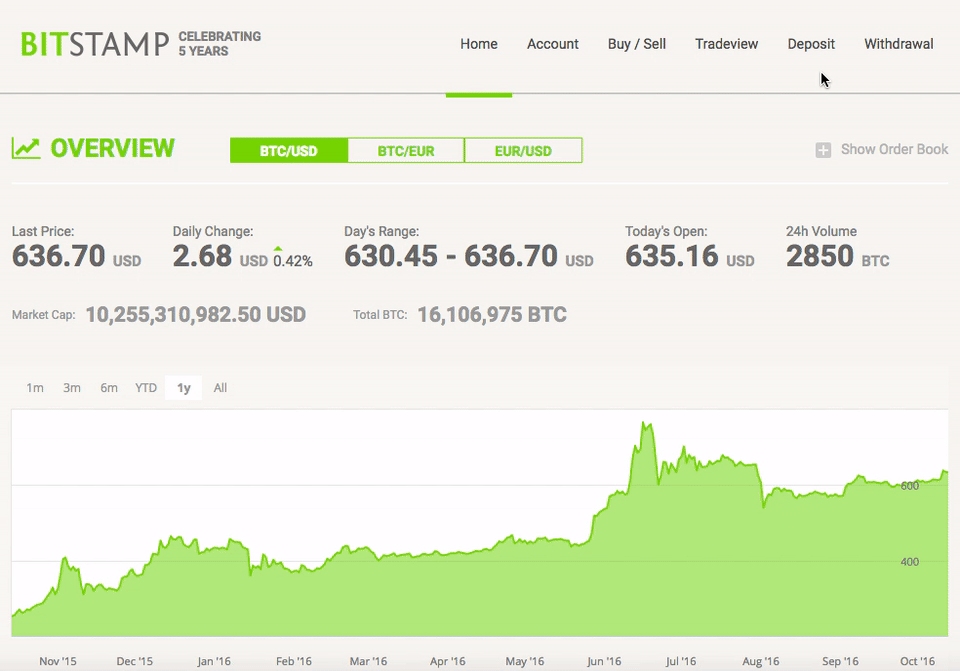 BITSTAMP CELEBRATING 5 YEARS
Home Account Buy / Sell Tradeview Deposit Withdrawal
OVERVIEW BTC/USD BTC/EUR EUR/USD Show Order Book
Last Price: Daily Change: Day's Range: Today's Open: 24h Volume
636.70 USD 2.68 USD 0.42% 630.45 - 636.70 USD 635.16 USD 2850 BTC
Market Cap: 10,255,310,982.50 USD Total BTC: 16,106,975 BTC
1m 3m 6m YTD 1y All
600
400
Nov '15 Dec '15 Jan '16 Feb '16 Mar '16 Apr '16 May '16 Jun '16 Jul '16 Aug '16 Sep '16 Oct '16